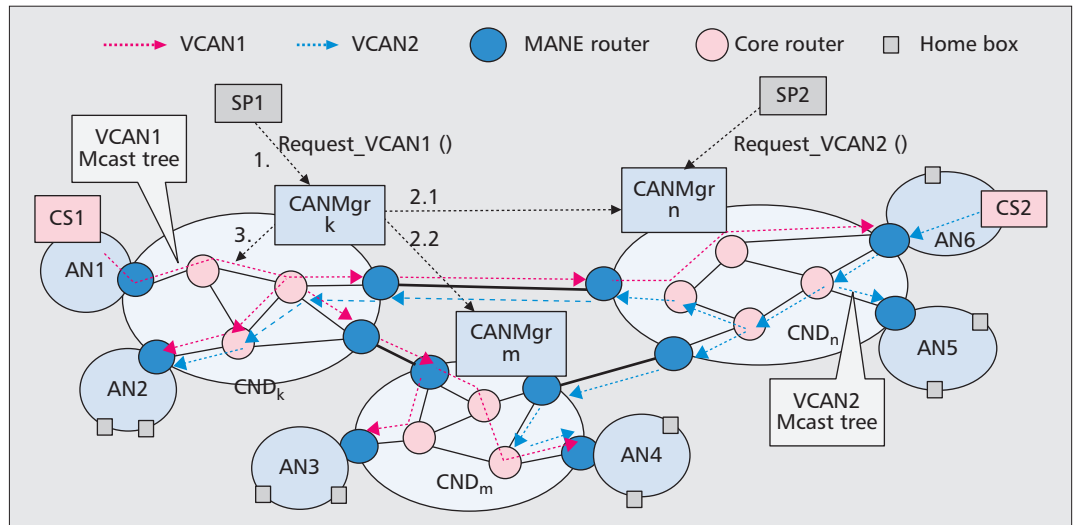 VCAN1 VCAN2 MANE router Core router Home box
SP1
SP2
VCAN1
Mcast tree
Request_VCAN1 ()
1.
Request_VCAN2 ()
CANMgr
k
2.1
CANMgr
n
CS1
CS2
3.
2.2
AN6
AN1
CANMgr
m
CNDn
AN5
AN2
CNDk
VCAN2
Mcast tree
AN3
CNDm
AN4